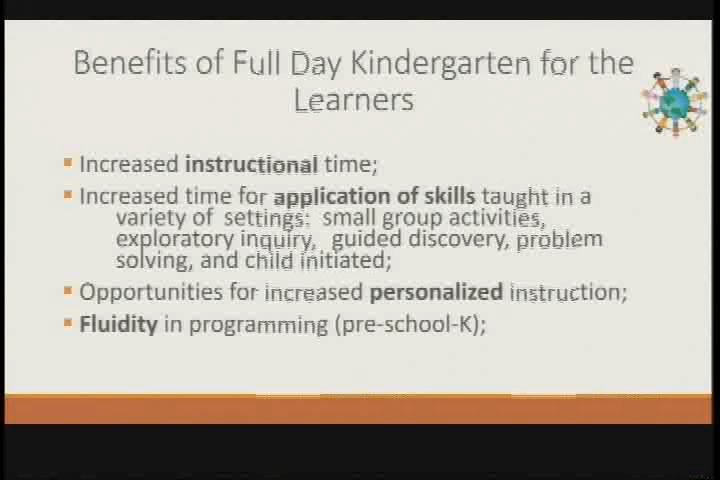 Benefits of Full Day Kindergarten for the
Learners
Increased instructional time;
Increased time for application of skills taught in a
variety of settings: small group activities,
exploratory inquiry, guided discovery, problem
solving, and child initiated;
Opportunities for increased personalized instruction;
Fluidity in programming (pre-school-K);